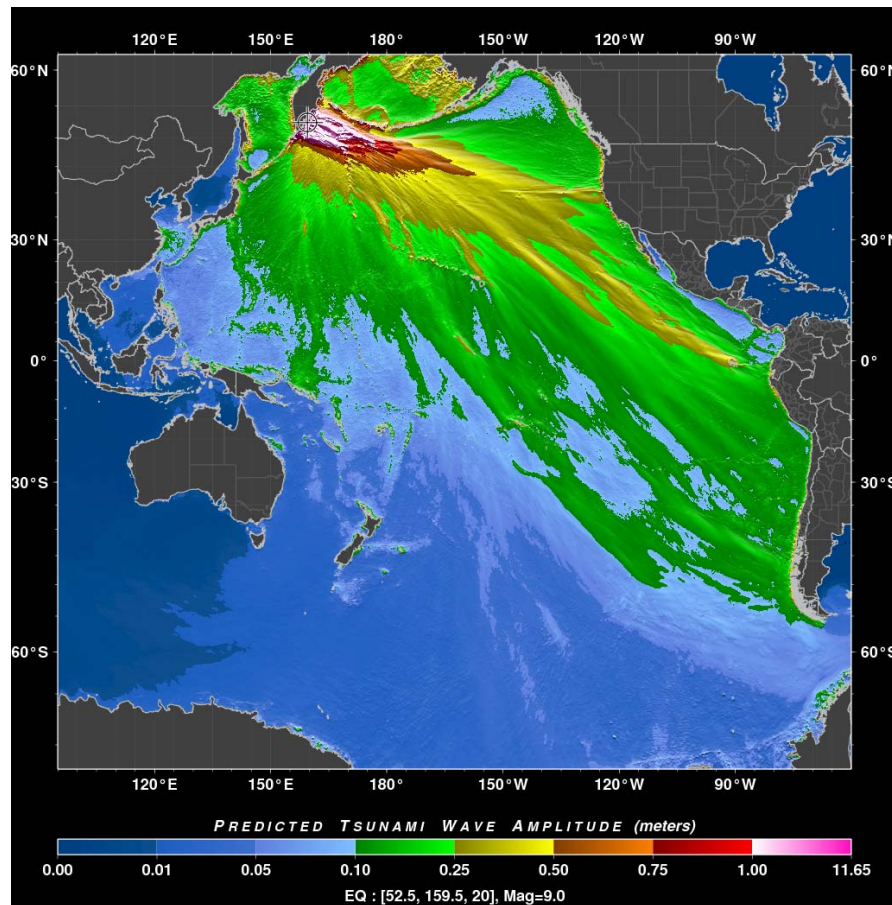 120°E 150°E 180° 150°W 120°W 90°W
60°N 60°N
30°N 30°N
0° 0°
30°S 30°S
60°S 60°S
120°E 150°E 180° 150°W 120°W 90°W
PREDICTED TSUNAMI WAVE AMPLITUDE (meters)
0.00 0.01 0.05 0.10 0.25 0.50 0.75 1.00 11.65
EQ : [52.5, 159.5, 20], Mag=9.0